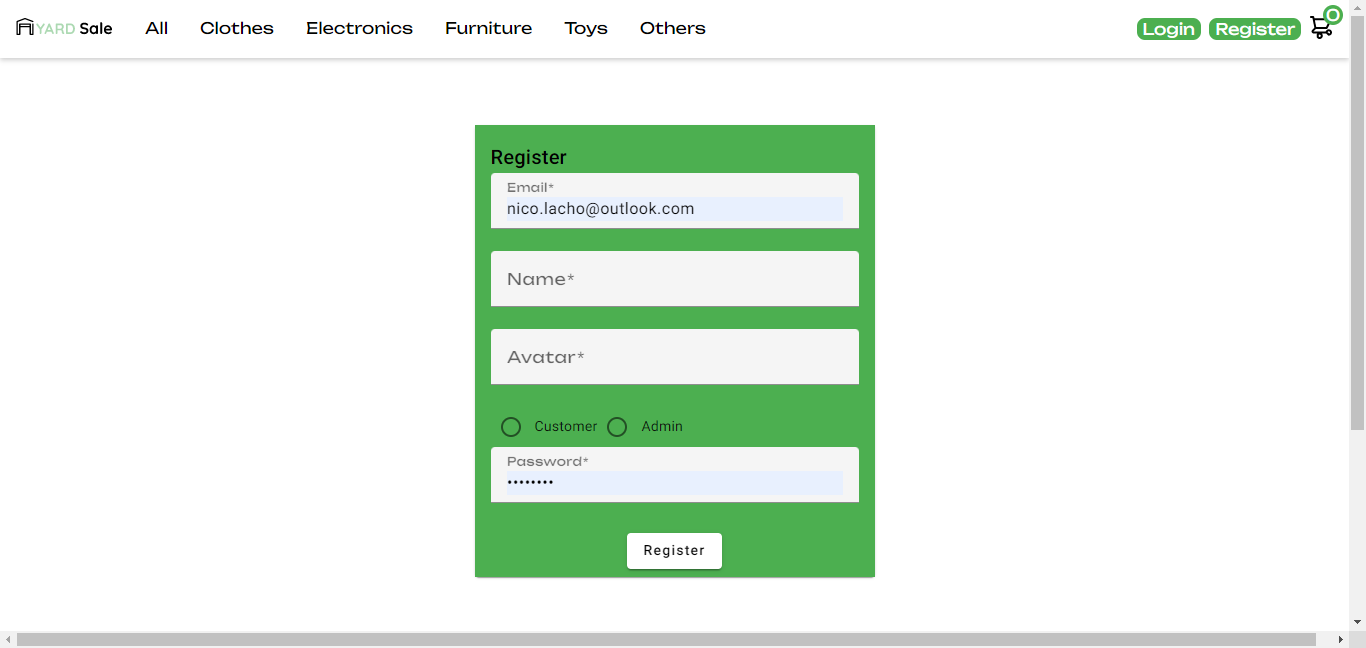 YARD Sale All Clothes Electronics Furniture Toys Others Login Register 0
Register
Email*
nico.lacho@outlook.com
Name*
Avatar*
Customer Admin
Password*
••••••••
Register